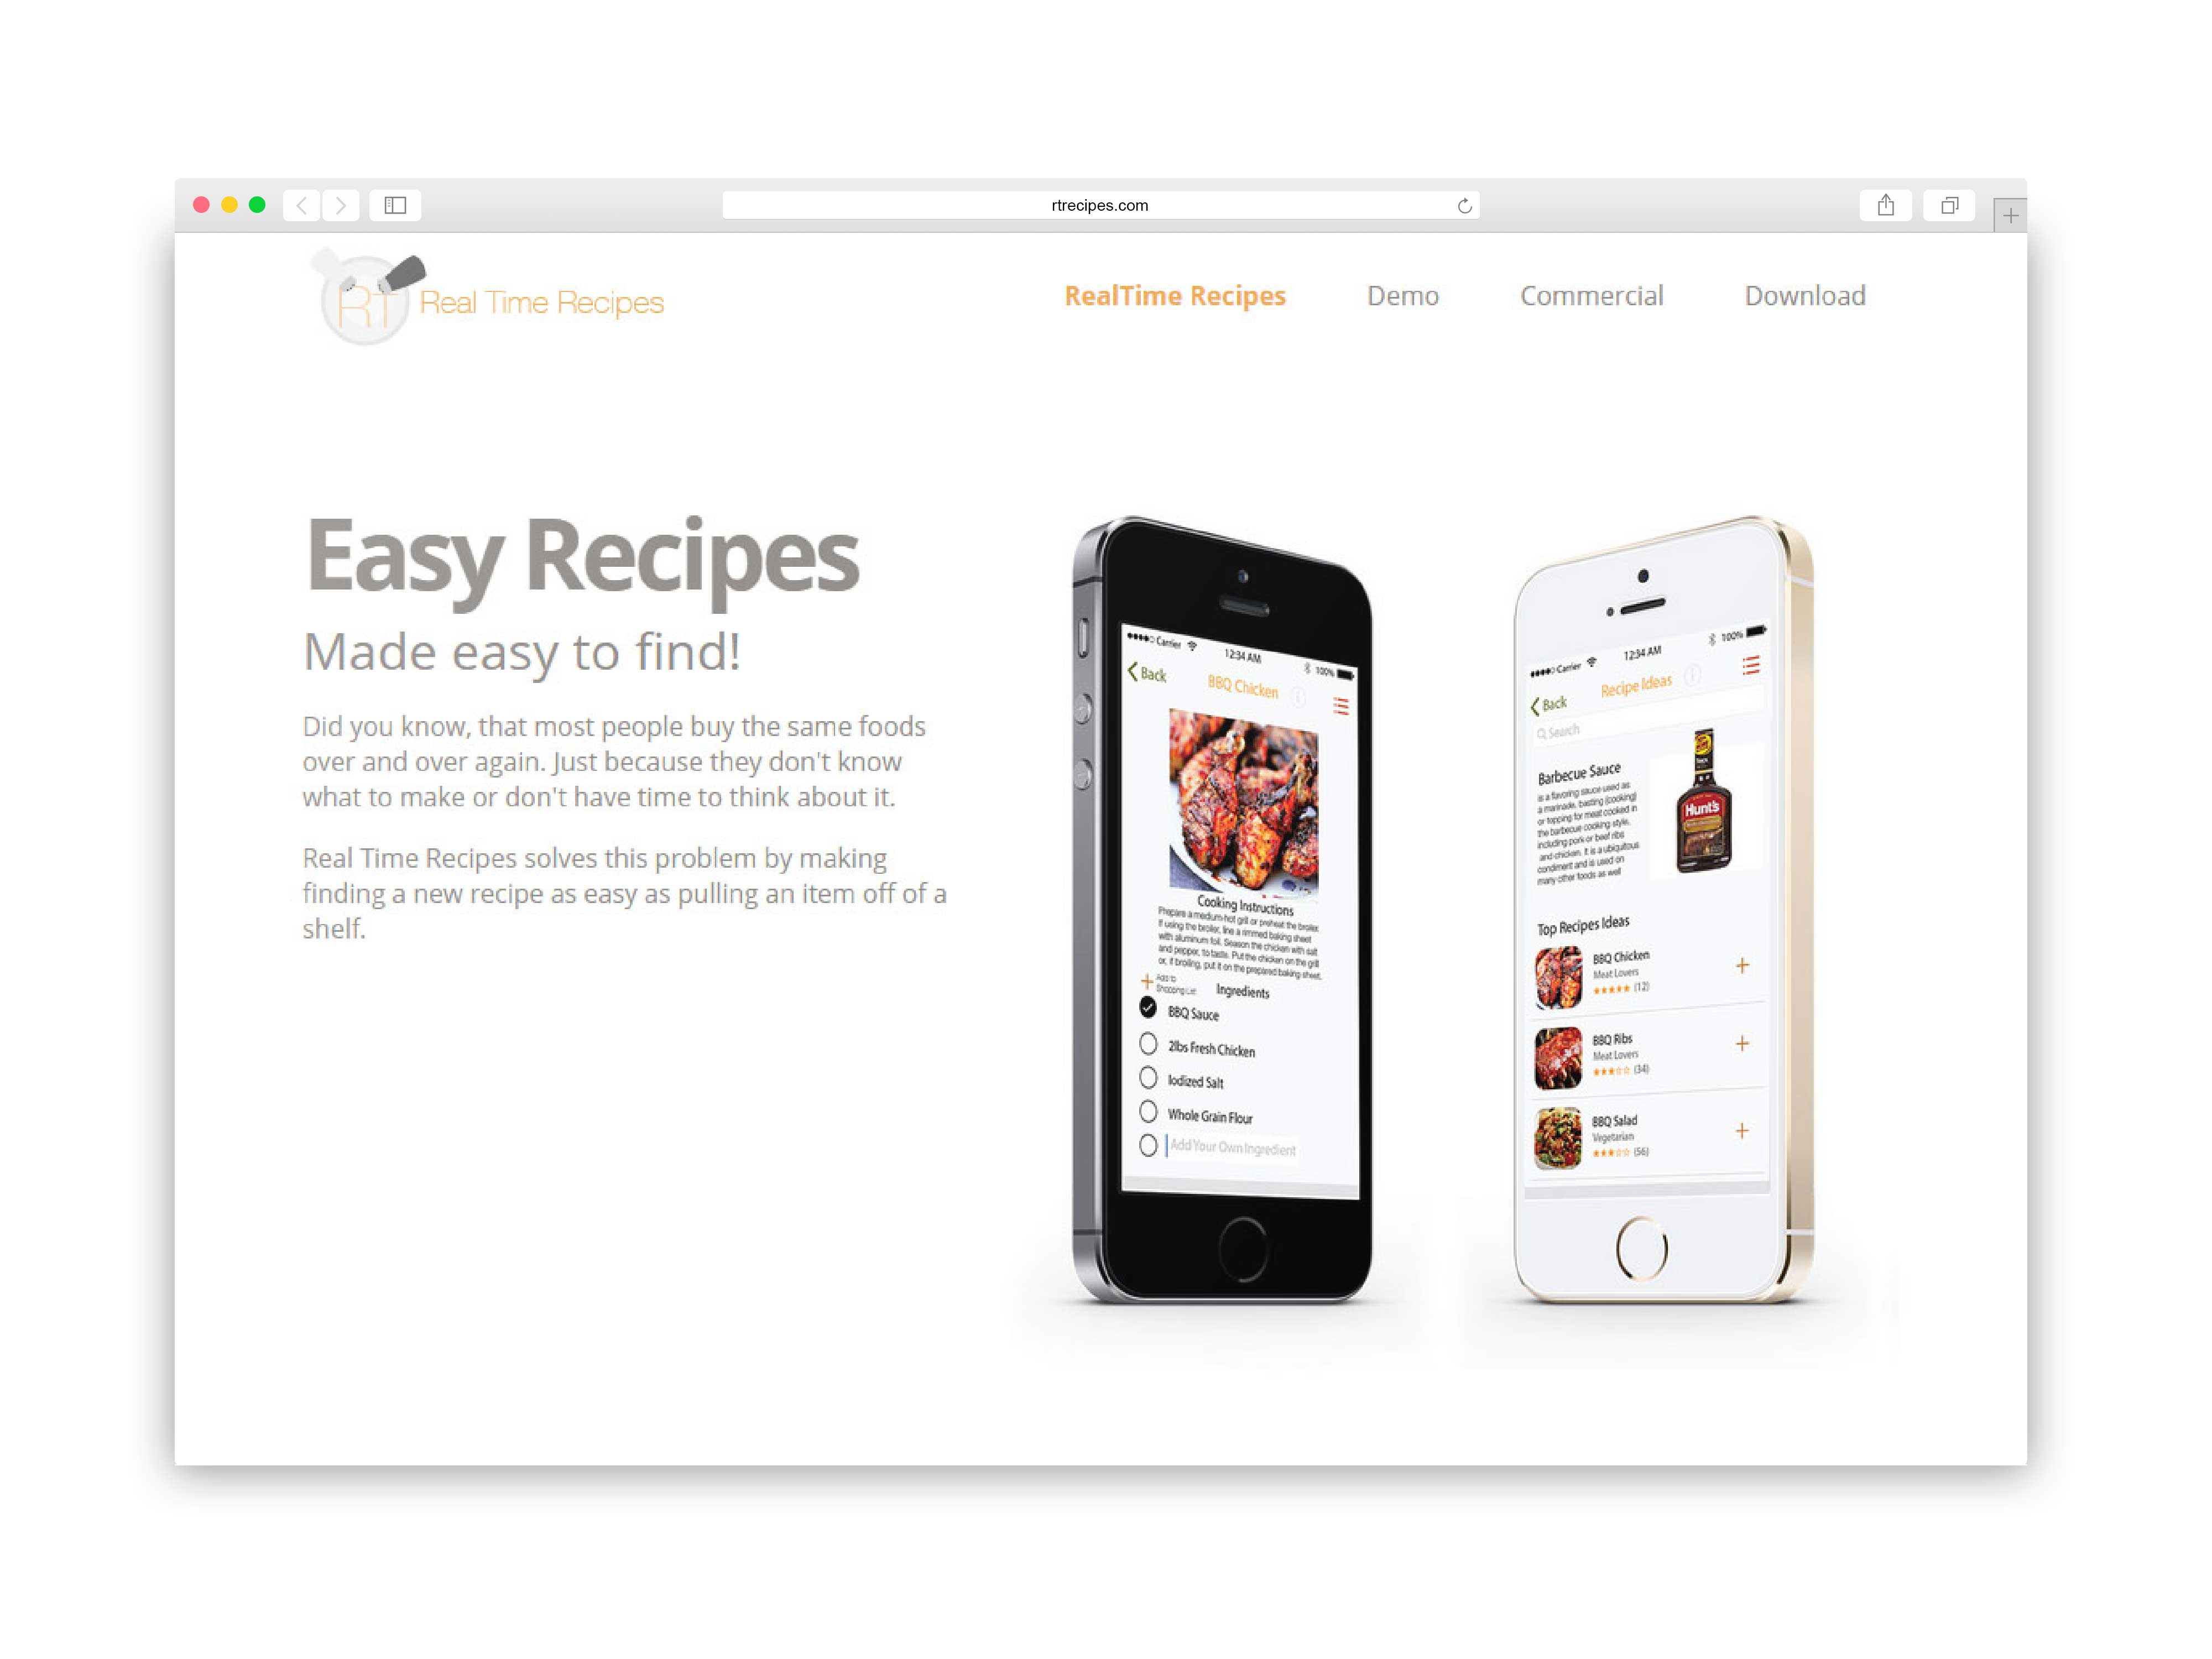 rtrecipes.com
RT Real Time Recipes
RealTime Recipes
Demo
Commercial
Download
Easy Recipes
Made easy to find!
Did you know, that most people buy the same foods
over and over again. Just because they don't know
what to make or don't have time to think about it.
Real Time Recipes solves this problem by making
finding a new recipe as easy as pulling an item off of a
shelf.
Carrier 12:34 AM 100%
Back BBQ Chicken
Cooking Instructions
Prepare a medium-hot grill or preheat the broiler.
If using the broiler, line a rimmed baking sheet
with aluminum foil. Season the chicken with salt
and pepper, to taste. Put the chicken on the grill
or, if broiling, put it on the prepared baking sheet.
Add to
Shopping List
Ingredients
BBQ Sauce
2lbs Fresh Chicken
Iodized Salt
Whole Grain Flour
Add Your Own Ingredient
Carrier 12:34 AM 100%
Back Recipe Ideas
Search
Barbecue Sauce
is a flavoring sauce used as
a marinade, basting (cooking)
or topping for meat cooked in
the barbecue cooking style,
including pork or beef ribs
and chicken. It is a ubiquitous
condiment and is used on
many other foods as well
Hunt's
Top Recipes Ideas
BBQ Chicken
Meat Lovers
(12)
BBQ Ribs
Meat Lovers
(34)
BBQ Salad
Vegetarian
(56)